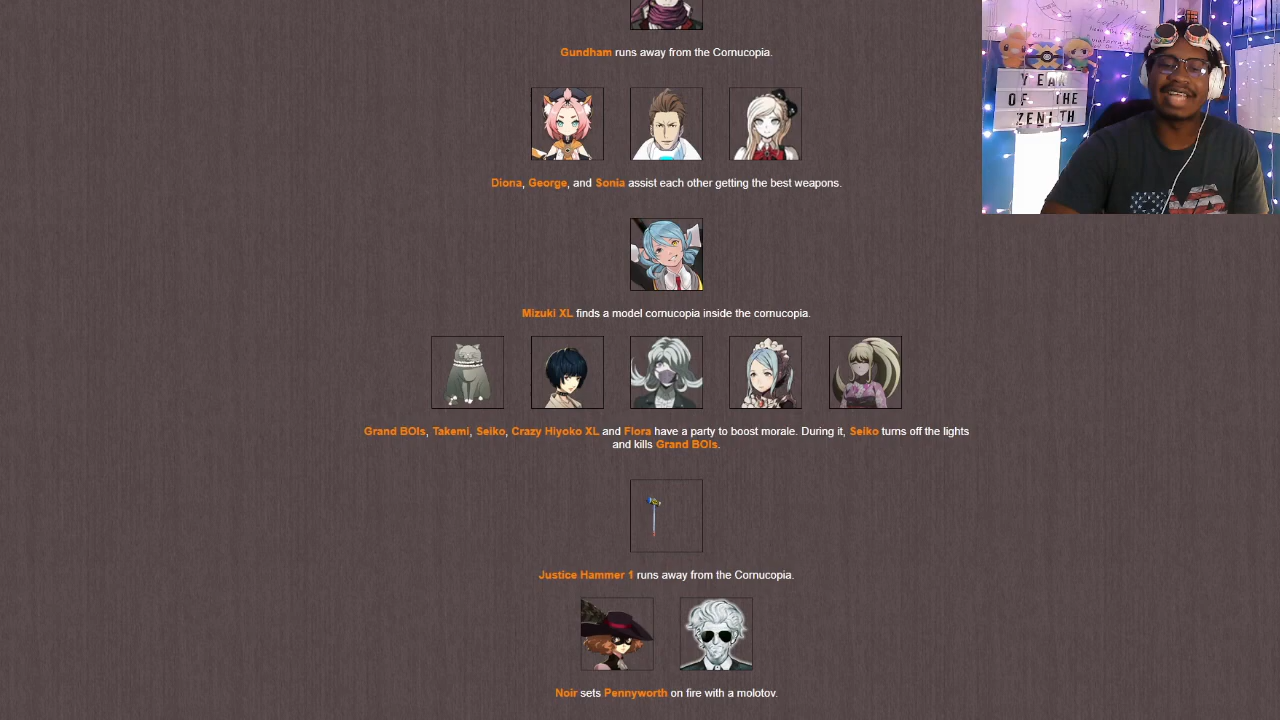 Gundham runs away from the Cornucopia.
YEAR
OF THE
ZENITH
Diona, George, and Sonia assist each other getting the best weapons.
Mizuki XL finds a model cornucopia inside the cornucopia.
Grand BOIs, Takemi, Seiko, Crazy Hiyoko XL and Flora have a party to boost morale. During it, Seiko turns off the lights
and kills Grand BOIs.
Justice Hammer 1 runs away from the Cornucopia.
Noir sets Pennyworth on fire with a molotov.